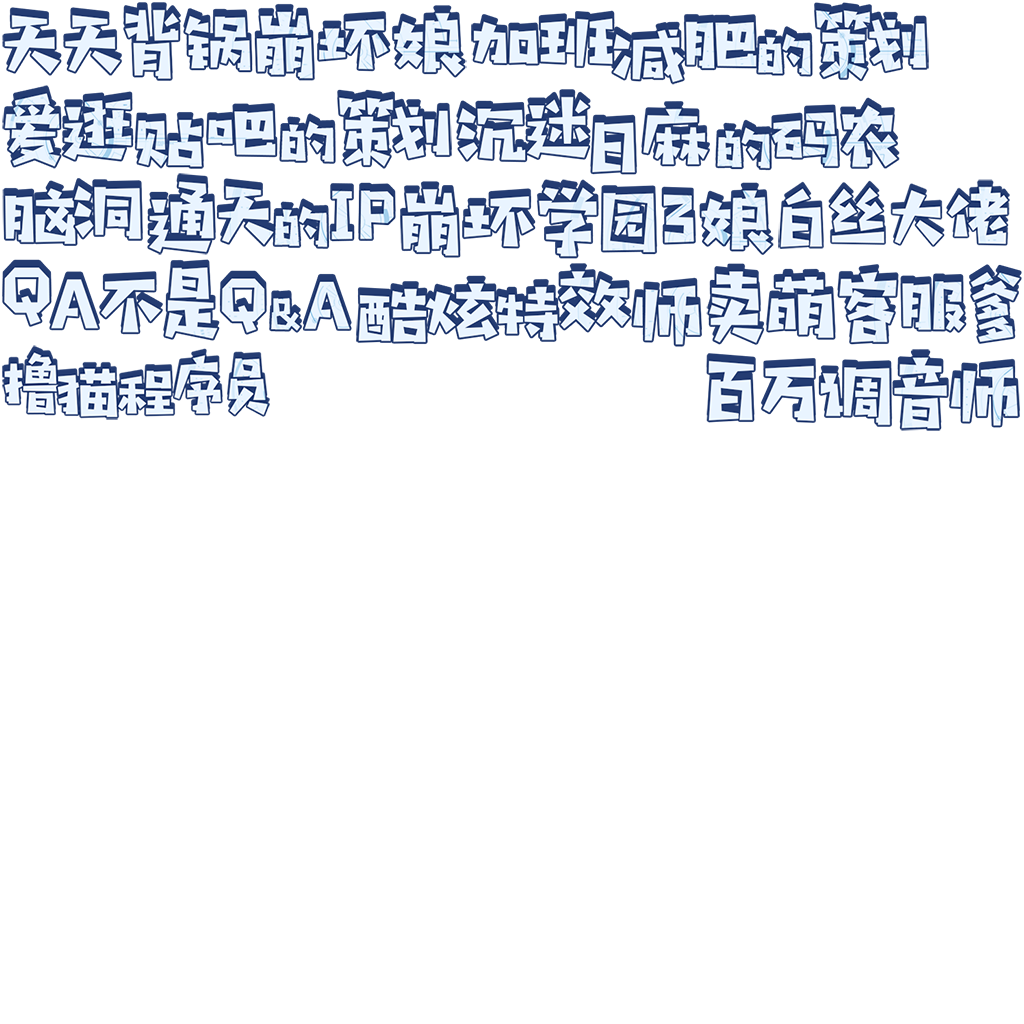 天天背锅崩坏娘 加班减肥的策划
爱逛贴吧的策划 沉迷日麻的码农
脑洞通天的IP崩坏学园3娘 白丝大佬
QA不是Q&A 酷炫特效师 卖萌客服爹
撸猫程序员 百万调音师